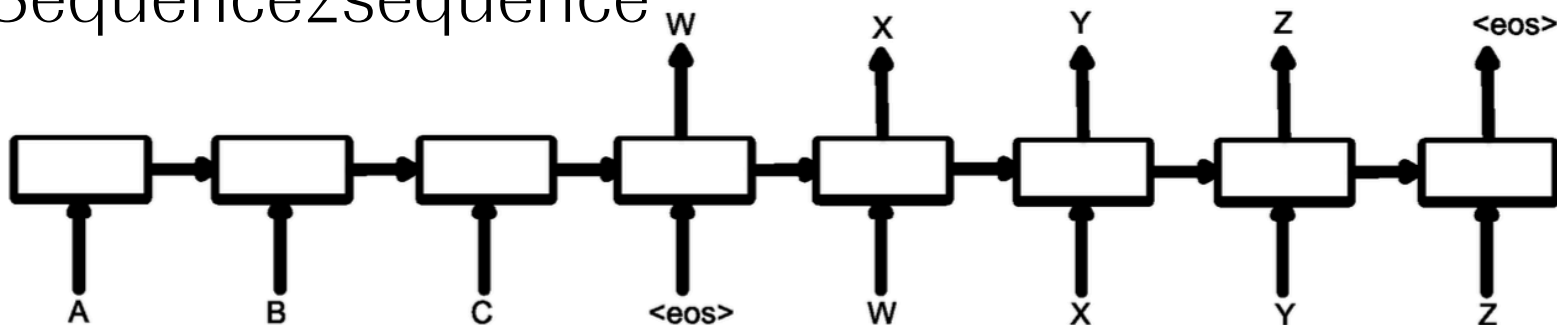 Sequence2sequence
W X Y Z <eos>
A B C <eos> W X Y Z